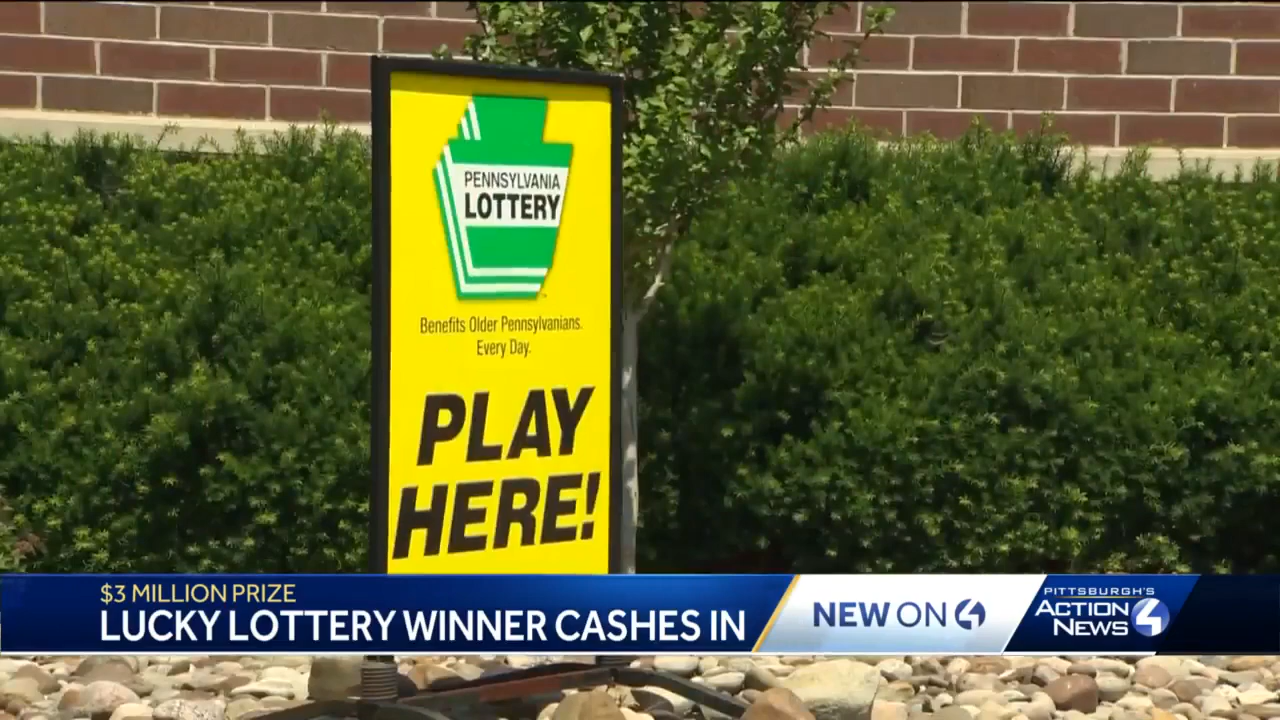 PENNSYLVANIA
LOTTERY
Benefits Older Pennsylvanians.
Every Day.
PLAY
HERE!
$3 MILLION PRIZE
LUCKY LOTTERY WINNER CASHES IN
NEW ON 4
PITTSBURGH'S
ACTION
NEWS 4